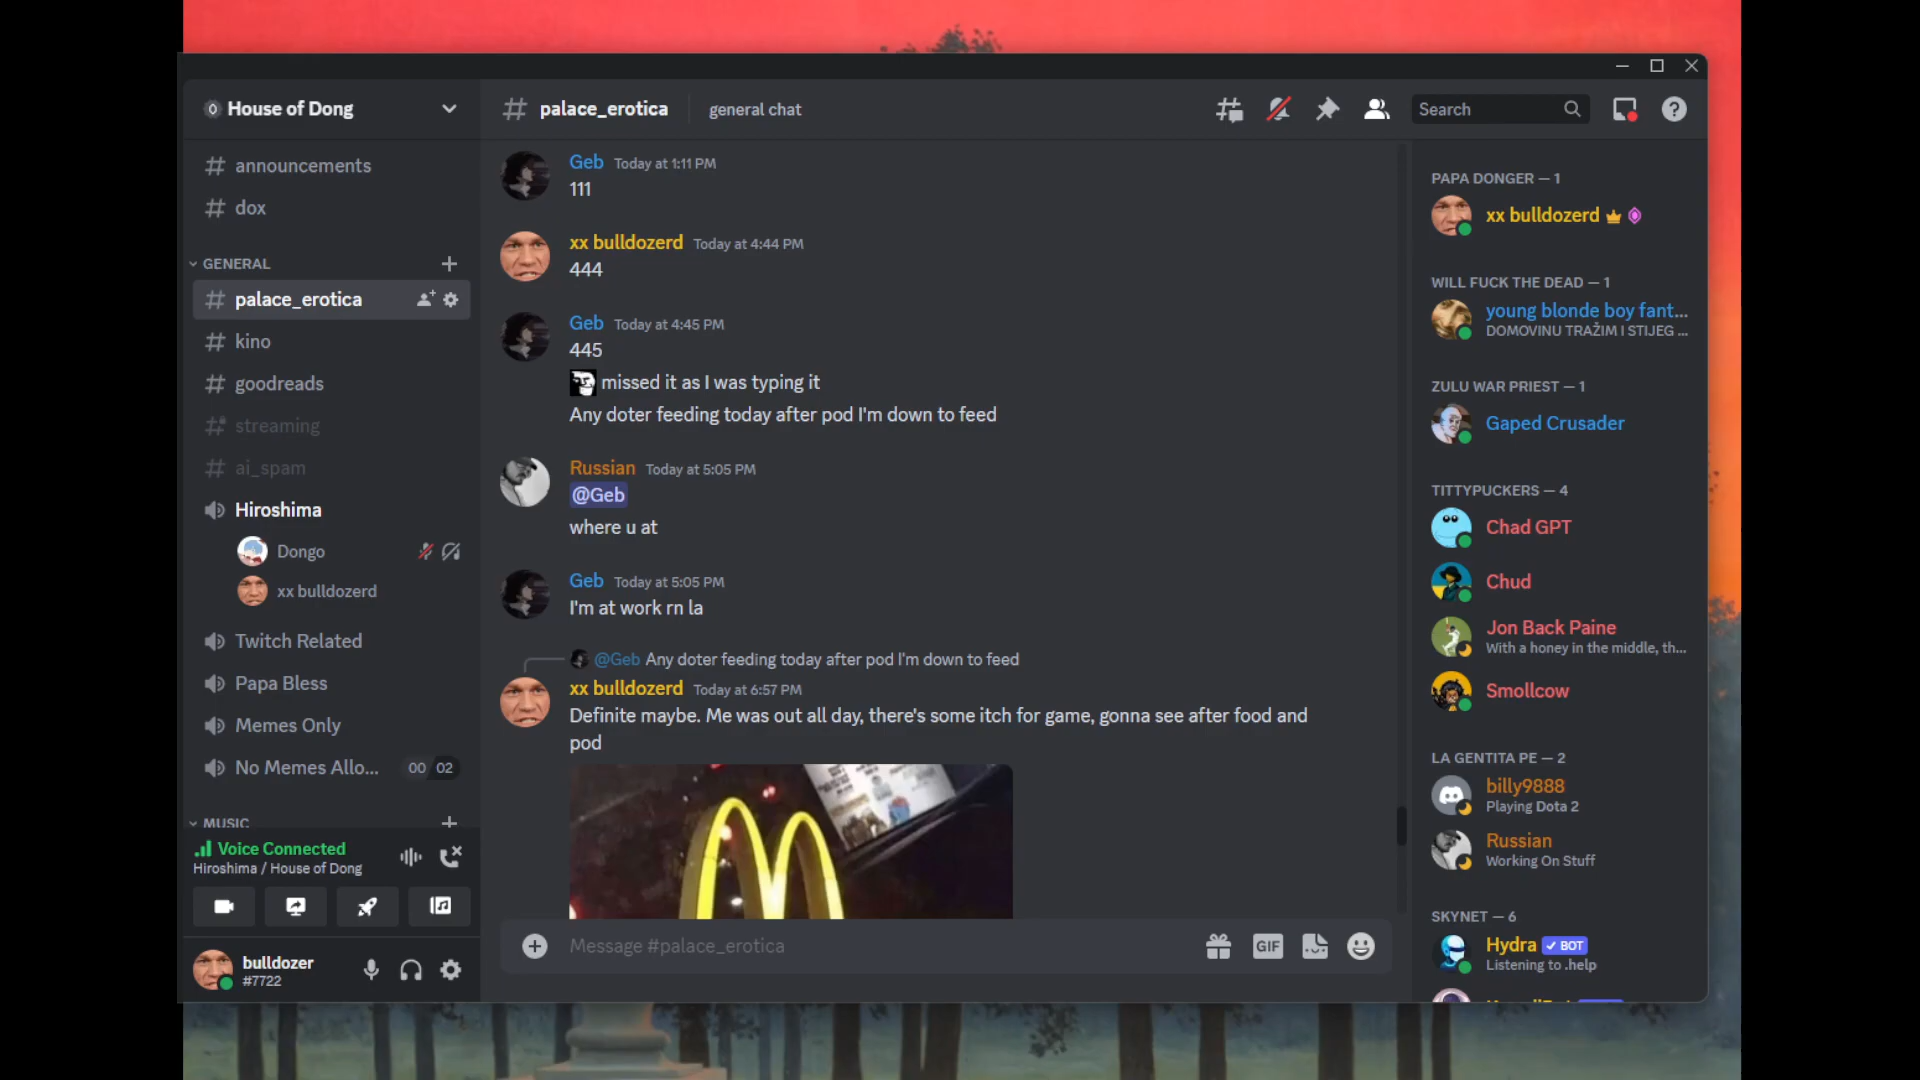 House of Dong
announcements
dox
GENERAL
palace_erotica
kino
goodreads
streaming
ai_spam
Hiroshima
Dongo
xx bulldozerd
Twitch Related
Papa Bless
Memes Only
No Memes Allo... 00 02
MUSIC
Voice Connected
Hiroshima / House of Dong
bulldozer
#7722
palace_erotica general chat
Search
Geb Today at 1:11 PM
111
xx bulldozerd Today at 4:44 PM
444
Geb Today at 4:45 PM
445
missed it as I was typing it
Any doter feeding today after pod I'm down to feed
Russian Today at 5:05 PM
@Geb
where u at
Geb Today at 5:05 PM
I'm at work rn la
@Geb Any doter feeding today after pod I'm down to feed
xx bulldozerd Today at 6:57 PM
Definite maybe. Me was out all day, there's some itch for game, gonna see after food and
pod
Message #palace_erotica
GIF
PAPA DONGER — 1
xx bulldozerd
WILL FUCK THE DEAD — 1
young blonde boy fant...
DOMOVINU TRAŽIM I STIJEG ...
ZULU WAR PRIEST — 1
Gaped Crusader
TITTYPUCKERS — 4
Chad GPT
Chud
Jon Back Paine
With a honey in the middle, th...
Smollcow
LA GENTITA PE — 2
billy9888
Playing Dota 2
Russian
Working On Stuff
SKYNET — 6
Hydra BOT
Listening to .help